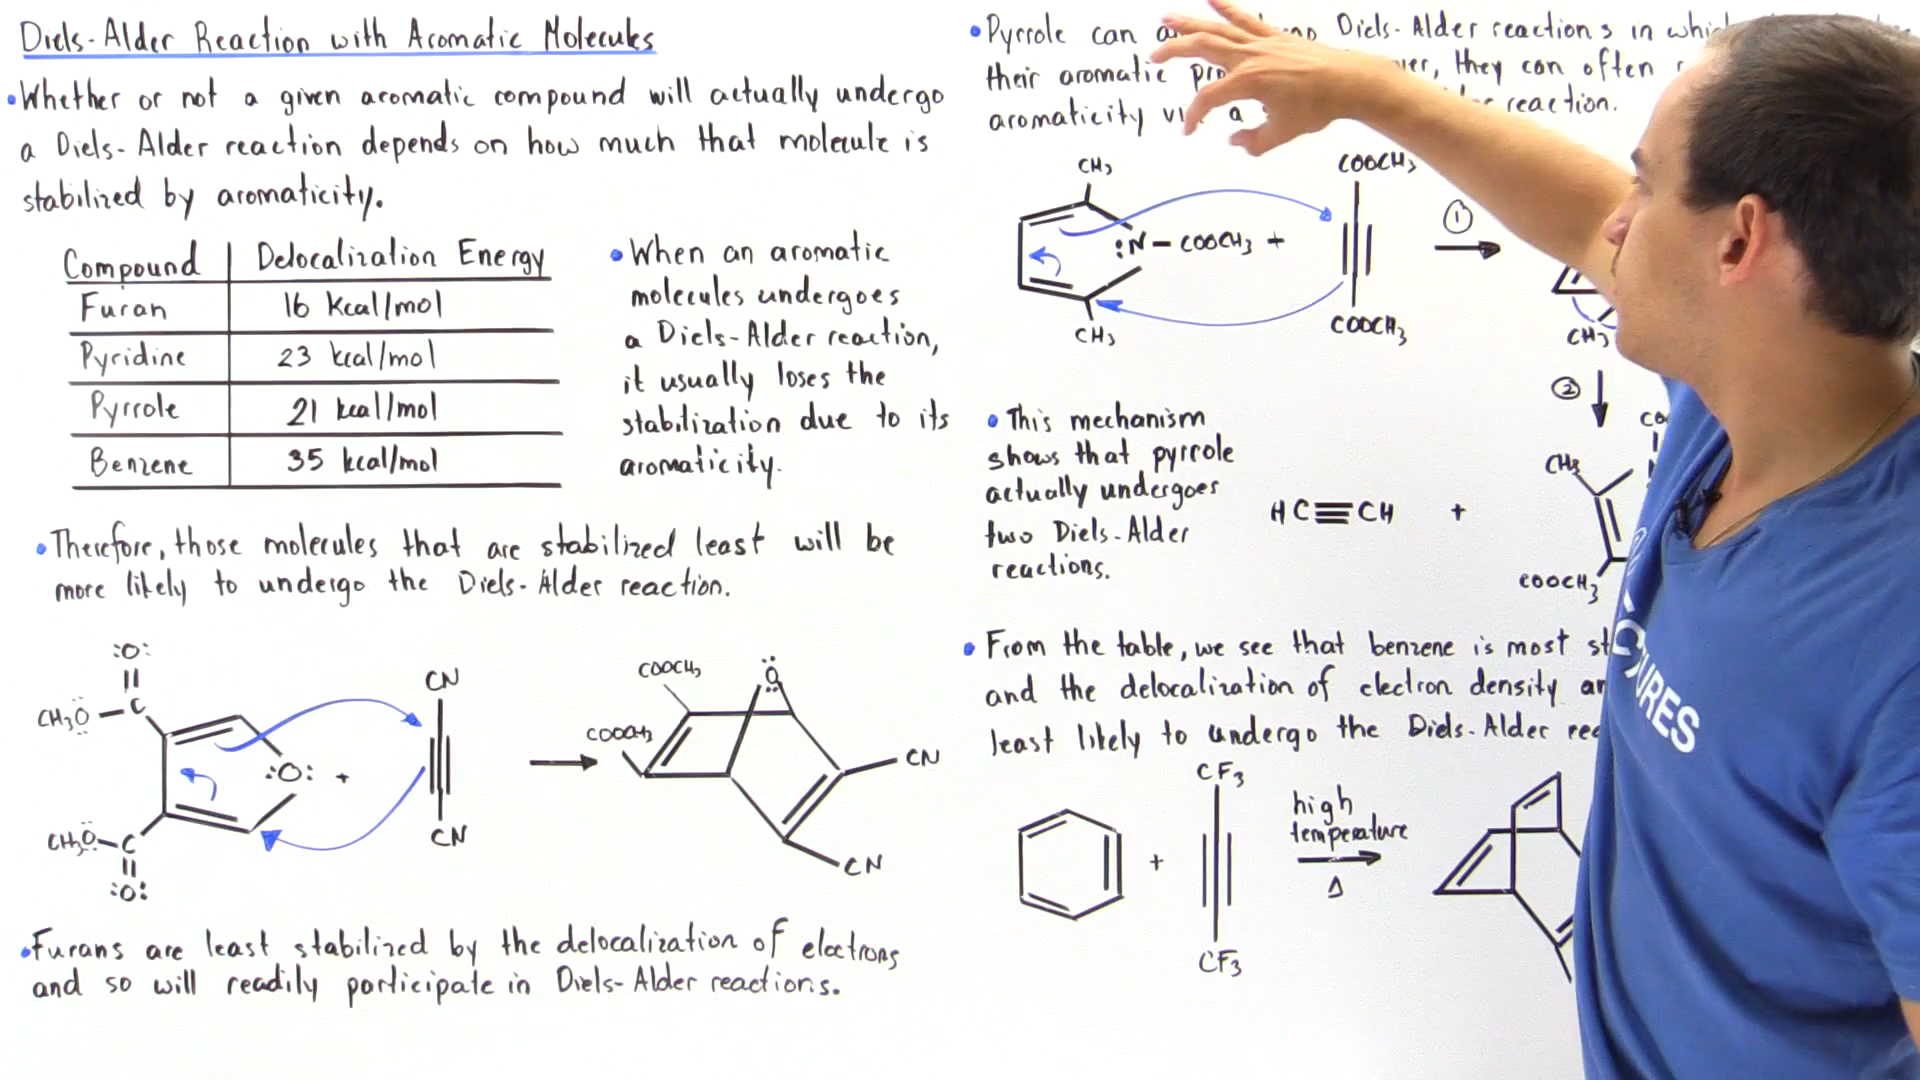 Diels-Alder Reaction with Aromatic Molecules
•Whether or not a given aromatic compound will actually undergo
a Diels-Alder reaction depends on how much that molecule is
stabilized by aromaticity.
Compound Delocalization Energy
Furan 16 kcal/mol
Pyridine 23 kcal/mol
Pyrrole 21 kcal/mol
Benzene 35 kcal/mol
•When an aromatic
molecules undergoes
a Diels-Alder reaction,
it usually loses the
stabilization due to its
aromaticity.
•Therefore, those molecules that are stabilized least will be
more likely to undergo the Diels-Alder reaction.
:O:
CH3O C
:O: +
CH3O C
:O:
CN
CN
COOCH3
COOCH3
O
CN
CN
•Furans are least stabilized by the delocalization of electrons
and so will readily participate in Diels-Alder reactions.
•Pyrrole can Diels-Alder reactions in
their aromatic they can often
aromaticity a reaction.
CH3
:N-COOCH3 +
CH3
COOCH3
COOCH3
1
CH3
2
•This mechanism
shows that pyrrole
actually undergoes
two Diels-Alder
reactions.
HC≡CH +
CH3
COOCH3
•From the table, we see that benzene is most
and the delocalization of electron density
least likely to undergo the Diels-Alder
+
CF3
CF3
high
temperature
Δ